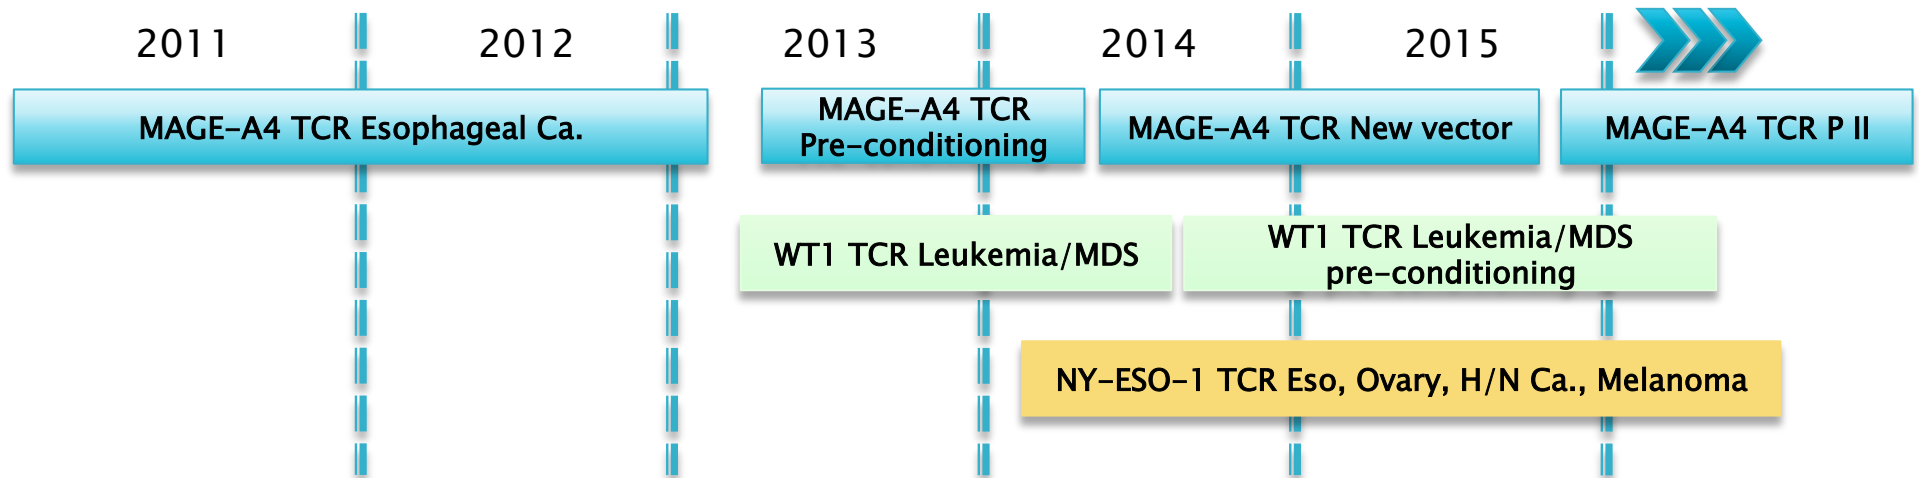 2011
2012
2013
2014
2015
MAGE-A4 TCR Esophageal Ca.
MAGE-A4 TCR
Pre-conditioning
MAGE-A4 TCR New vector
MAGE-A4 TCR P II
WT1 TCR Leukemia/MDS
WT1 TCR Leukemia/MDS
pre-conditioning
NY-ESO-1 TCR Eso, Ovary, H/N Ca., Melanoma